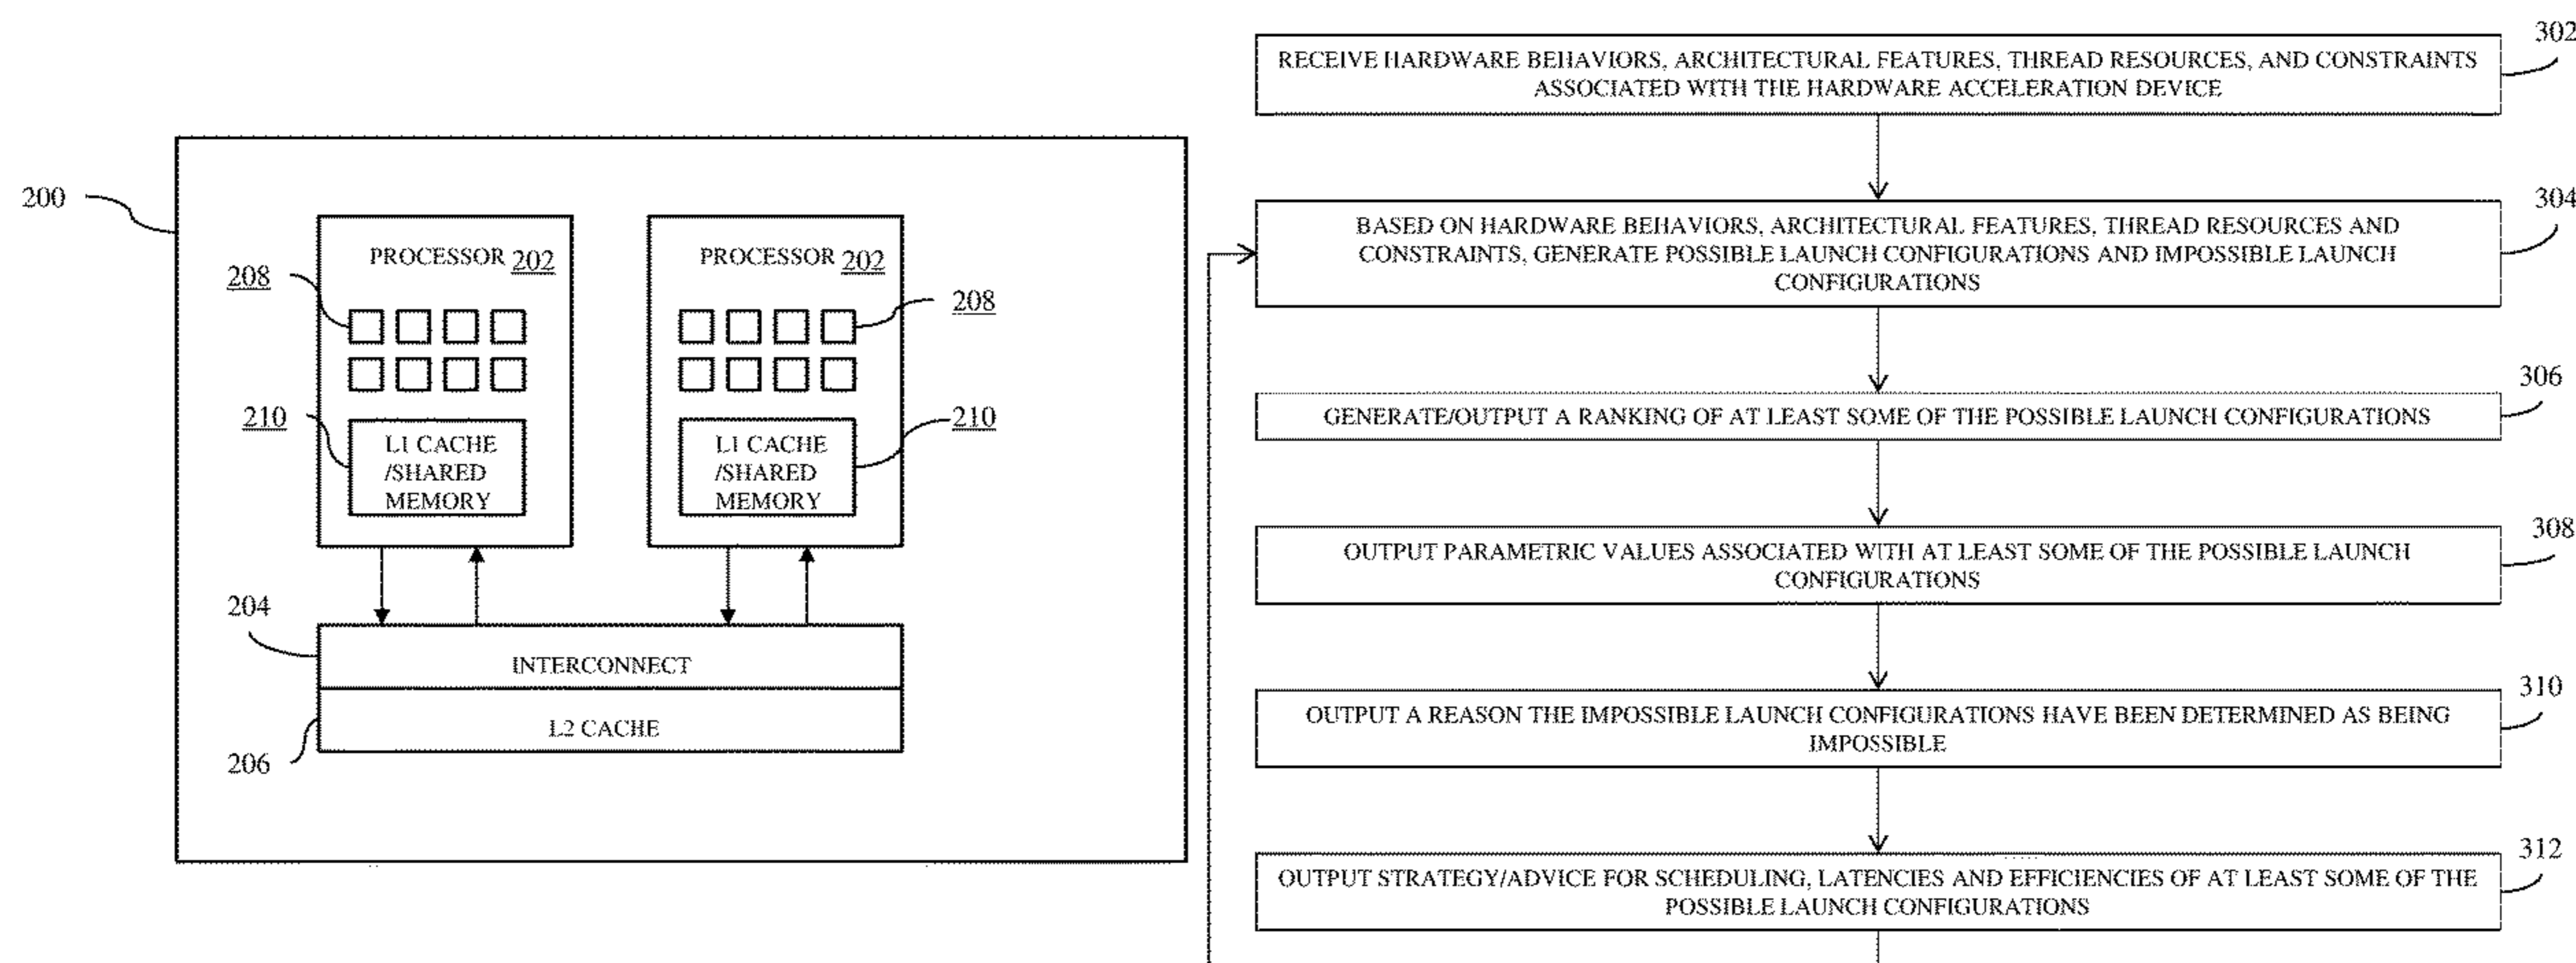 200
PROCESSOR 202
PROCESSOR 202
208
208
210
L1 CACHE
/SHARED
MEMORY
L1 CACHE
/SHARED
MEMORY
210
204
INTERCONNECT
L2 CACHE
206
302
RECEIVE HARDWARE BEHAVIORS, ARCHITECTURAL FEATURES, THREAD RESOURCES, AND CONSTRAINTS
ASSOCIATED WITH THE HARDWARE ACCELERATION DEVICE
304
BASED ON HARDWARE BEHAVIORS, ARCHITECTURAL FEATURES, THREAD RESOURCES AND
CONSTRAINTS, GENERATE POSSIBLE LAUNCH CONFIGURATIONS AND IMPOSSIBLE LAUNCH
CONFIGURATIONS
306
GENERATE/OUTPUT A RANKING OF AT LEAST SOME OF THE POSSIBLE LAUNCH CONFIGURATIONS
308
OUTPUT PARAMETRIC VALUES ASSOCIATED WITH AT LEAST SOME OF THE POSSIBLE LAUNCH
CONFIGURATIONS
310
OUTPUT A REASON THE IMPOSSIBLE LAUNCH CONFIGURATIONS HAVE BEEN DETERMINED AS BEING
IMPOSSIBLE
312
OUTPUT STRATEGY/ADVICE FOR SCHEDULING, LATENCIES AND EFFICIENCIES OF AT LEAST SOME OF THE
POSSIBLE LAUNCH CONFIGURATIONS